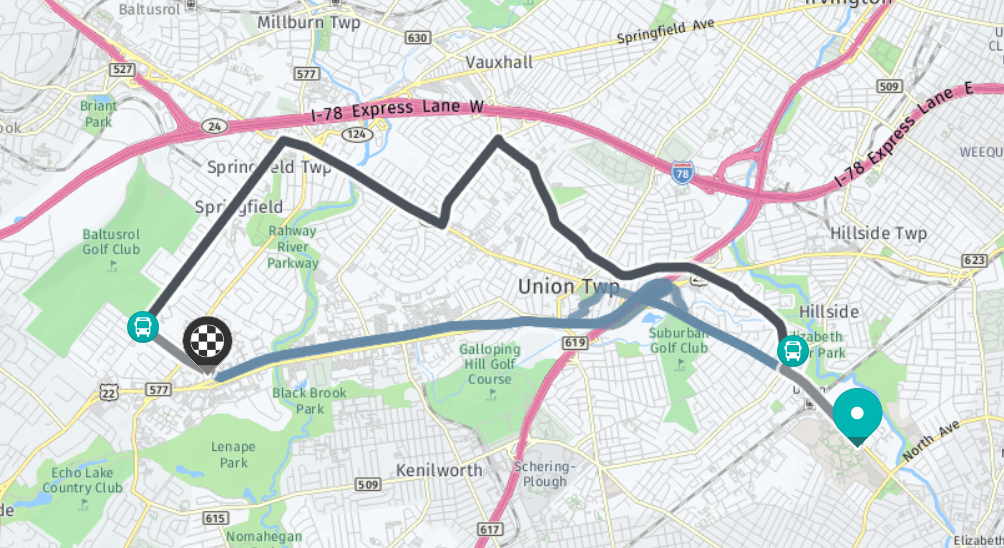 Baltusrol
Millburn Twp
Irvington
630
Springfield Ave
527
577
Vauxhall
509
I-78 Express Lane E
Briant
Park
I-78 Express Lane W
24
124
WEEQU
Springfield Twp
78
Springfield
Baltusrol
Golf Club
Rahway
River
Parkway
Hillside Twp
623
Union Twp
Hillside
Suburban
Golf Club
619
Galloping
Hill Golf
Course
22
577
Black Brook
Park
Lenape
Park
North Ave
Echo Lake
Country Club
Kenilworth
Schering-
Plough
509
615
617
Nomahegan
Elizabeth